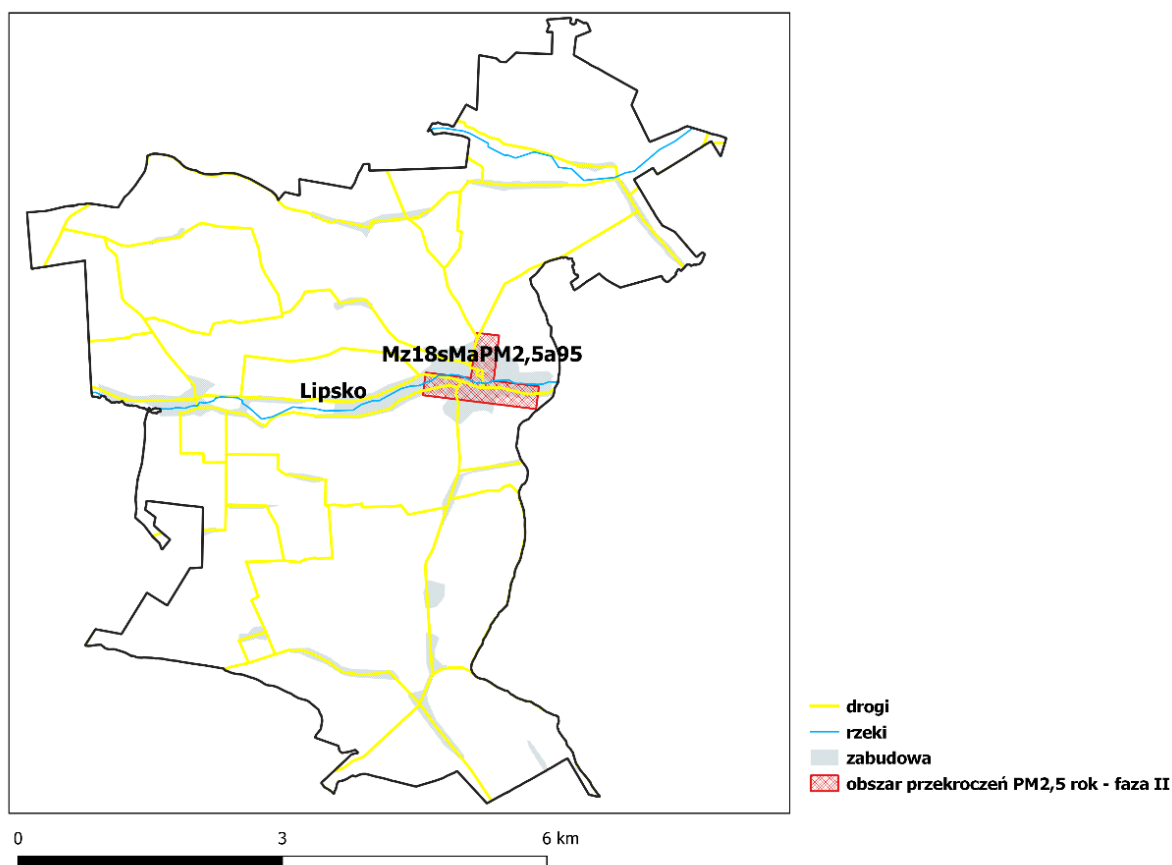 Mz18sMaPM2,5a95
Lipsko
drogi
rzeki
zabudowa
obszar przekroczeń PM2,5 rok - faza II
0 3 6 km